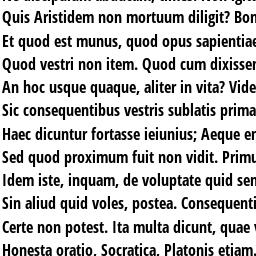 Quis Aristidem non mortuum diligit? Bon
Et quod est munus, quod opus sapientiae
Quod vestri non item. Quod cum dixisser
An hoc usque quaque, aliter in vita? Vide
Sic consequentibus vestris sublatis prima
Haec dicuntur fortasse ieiunius; Aeque er
Sed quod proximum fuit non vidit. Primu
Idem iste, inquam, de voluptate quid sen
Sin aliud quid voles, postea. Consequenti
Certe non potest. Ita multa dicunt, quae v
Honesta oratio, Socratica, Platonis etiam.